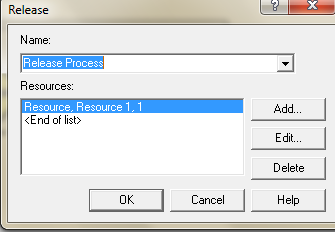 Release
?
X
Name:
Release Process
Resources:
Resource, Resource 1, 1
<End of list>
Add...
Edit...
Delete
OK
Cancel
Help